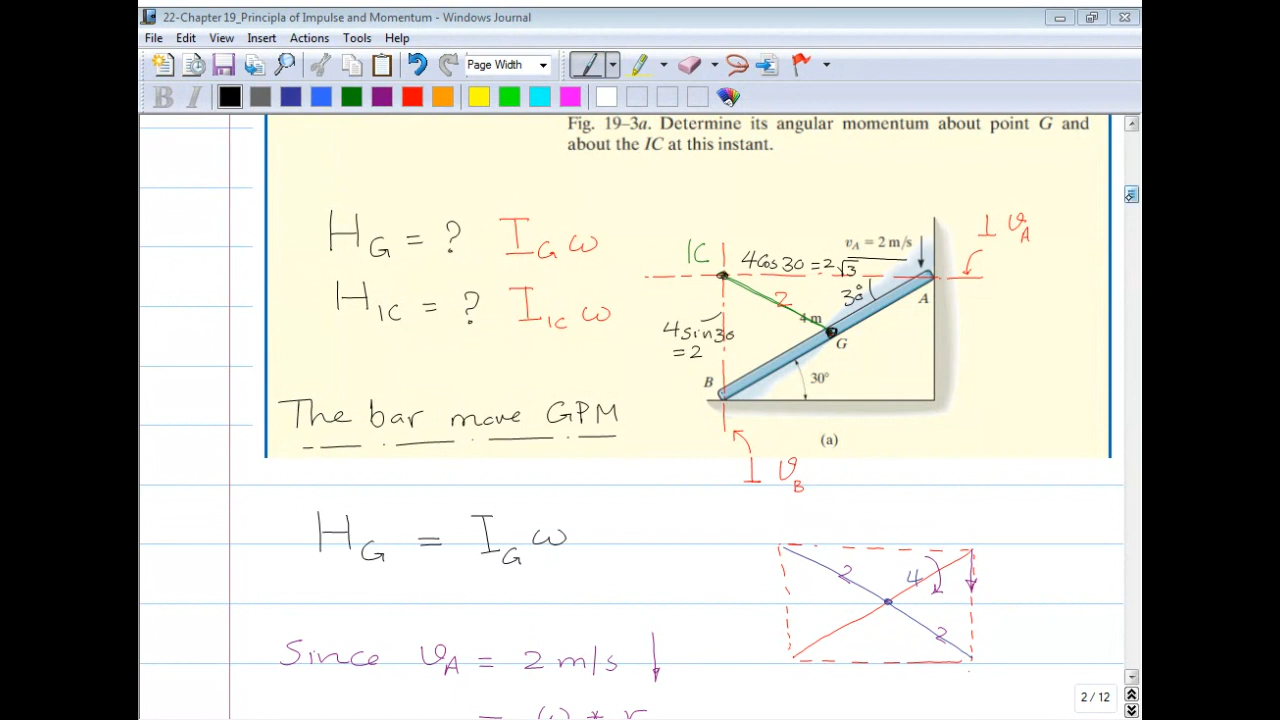 22-Chapter 19_Principla of Impulse and Momentum - Windows Journal
File Edit View Insert Actions Tools Help
Page Width
B I
Fig. 19–3a. Determine its angular momentum about point G and
about the IC at this instant.
H_G = ? I_G ω
H_IC = ? I_IC ω
The bar move GPM
IC
4cos30 = 2√3
v_A = 2 m/s
⊥ v_A
30°
A
2
4 m
G
4sin30
= 2
B
30°
(a)
⊥ v_B
H_G = I_G ω
2
4
2
Since v_A = 2 m/s ↓
= ω * r
2 / 12